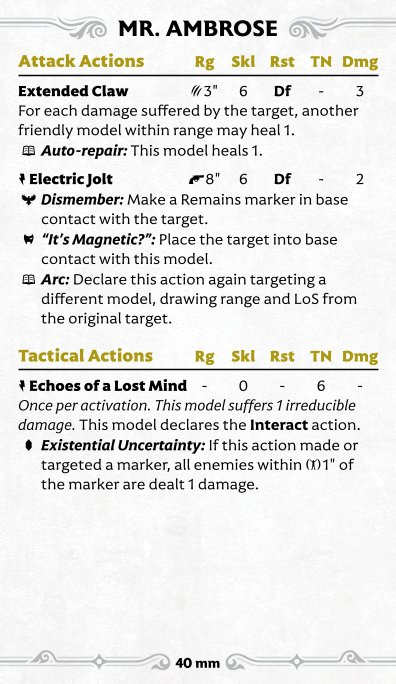 MR. AMBROSE
Attack Actions Rg Skl Rst TN Dmg
Extended Claw 3" 6 Df - 3
For each damage suffered by the target, another
friendly model within range may heal 1.
Auto-repair: This model heals 1.
Electric Jolt 8" 6 Df - 2
Dismember: Make a Remains marker in base
contact with the target.
“It’s Magnetic?”: Place the target into base
contact with this model.
Arc: Declare this action again targeting a
different model, drawing range and LoS from
the original target.
Tactical Actions Rg Skl Rst TN Dmg
Echoes of a Lost Mind - 0 - 6 -
Once per activation. This model suffers 1 irreducible
damage. This model declares the Interact action.
Existential Uncertainty: If this action made or
targeted a marker, all enemies within 1" of
the marker are dealt 1 damage.
40 mm